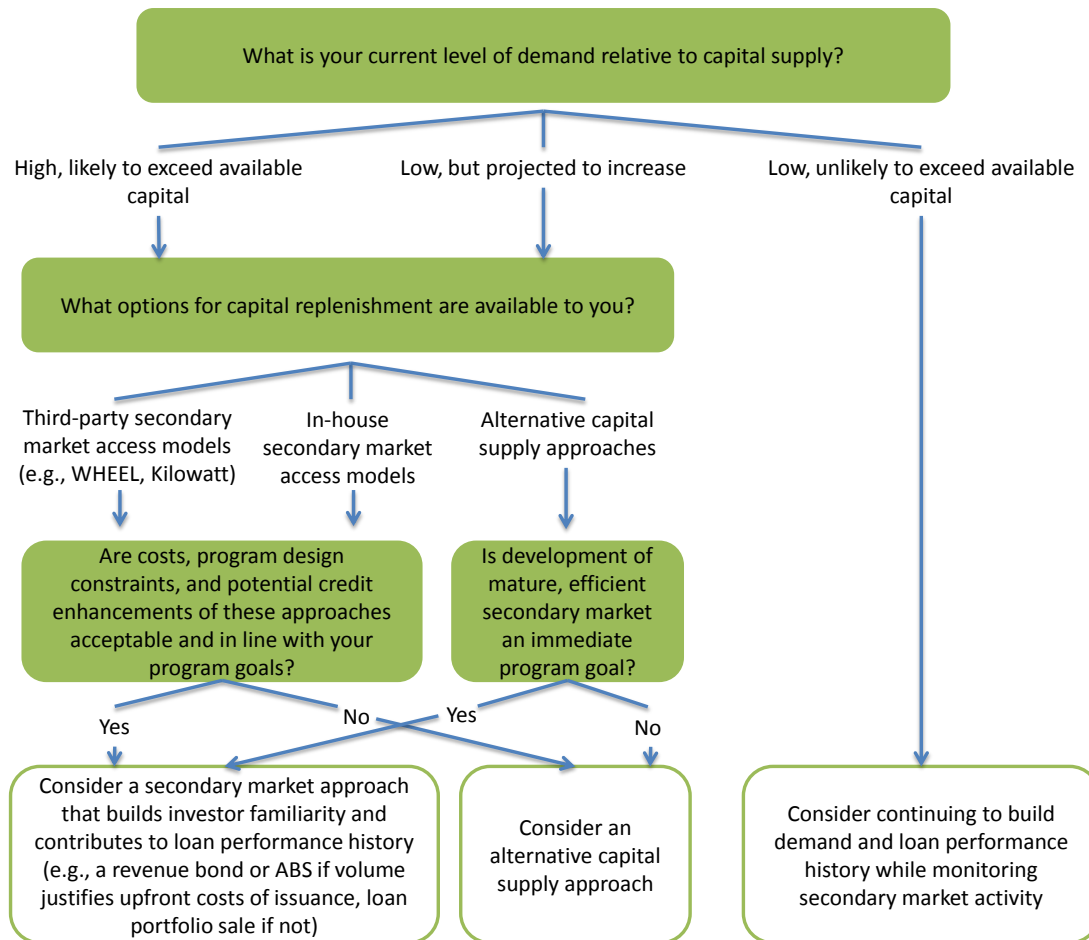 What is your current level of demand relative to capital supply?
High, likely to exceed available
capital
Low, but projected to increase
Low, unlikely to exceed available
capital
What options for capital replenishment are available to you?
Third-party secondary
market access models
(e.g., WHEEL, Kilowatt)
In-house
secondary market
access models
Alternative capital
supply approaches
Are costs, program design
constraints, and potential credit
enhancements of these approaches
acceptable and in line with your
program goals?
Is development of
mature, efficient
secondary market
an immediate
program goal?
Yes
No
Yes
No
Consider a secondary market approach
that builds investor familiarity and
contributes to loan performance history
(e.g., a revenue bond or ABS if volume
justifies upfront costs of issuance, loan
portfolio sale if not)
Consider an
alternative capital
supply approach
Consider continuing to build
demand and loan performance
history while monitoring
secondary market activity